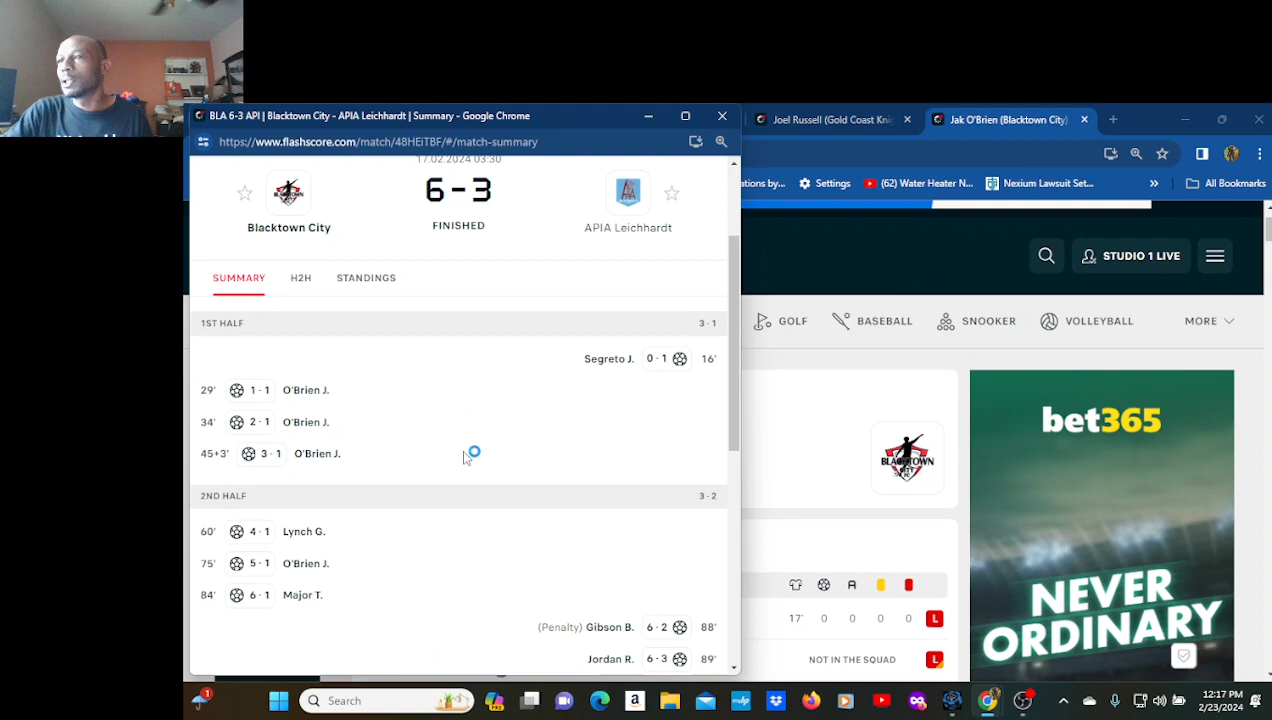 BLA 6-3 API | Blacktown City - APIA Leichhardt | Summary - Google Chrome
Joel Russell (Gold Coast Kni
Jak O'Brien (Blacktown City)
https://www.flashscore.com/match/48HEiTBF/#/match-summary
17.02.2024 03:30
ations by...
Settings
(62) Water Heater N...
Nexium Lawsuit Set...
»
All Bookmarks
6-3
FINISHED
Blacktown City
APIA Leichhardt
STUDIO 1 LIVE
SUMMARY
H2H
STANDINGS
GOLF
BASEBALL
SNOOKER
VOLLEYBALL
MORE
1ST HALF
3 - 1
Segreto J. 0 - 1 16'
29' 1 - 1 O'Brien J.
34' 2 - 1 O'Brien J.
45+3' 3 - 1 O'Brien J.
2ND HALF
3 - 2
60' 4 - 1 Lynch G.
75' 5 - 1 O'Brien J.
84' 6 - 1 Major T.
(Penalty) Gibson B. 6 - 2 88'
Jordan R. 6 - 3 89'
BLACKTOWN
CITY
A
17' 0 0 0 0 L
NOT IN THE SQUAD L
bet365
NEVER
ORDINARY
1
Search
PRE
12:17 PM
2/23/2024